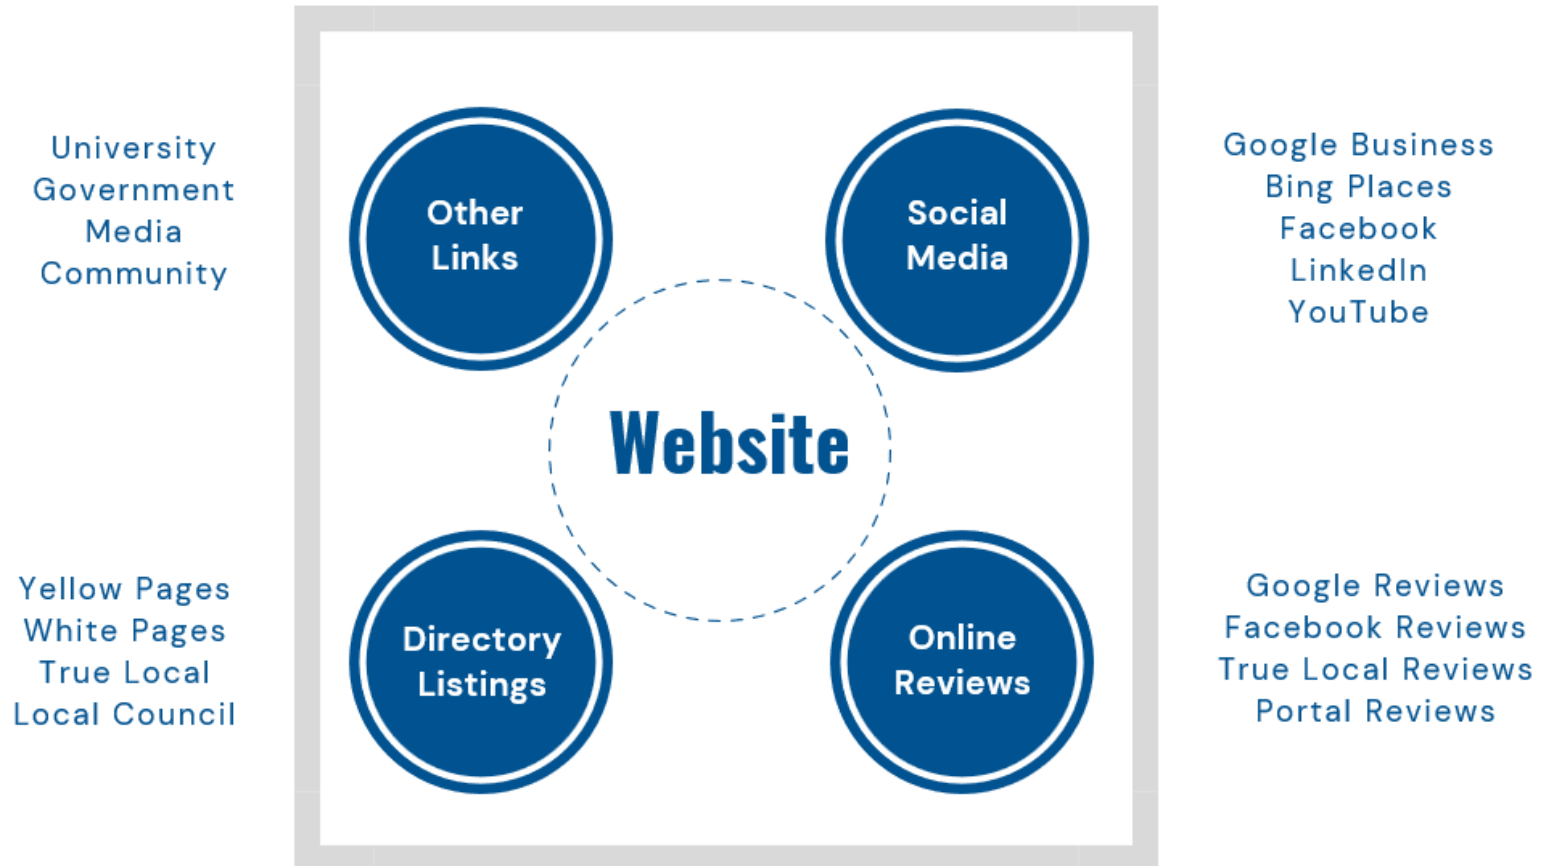 University
Government
Media
Community
Other
Links
Social
Media
Google Business
Bing Places
Facebook
LinkedIn
YouTube
Website
Yellow Pages
White Pages
True Local
Local Council
Directory
Listings
Online
Reviews
Google Reviews
Facebook Reviews
True Local Reviews
Portal Reviews